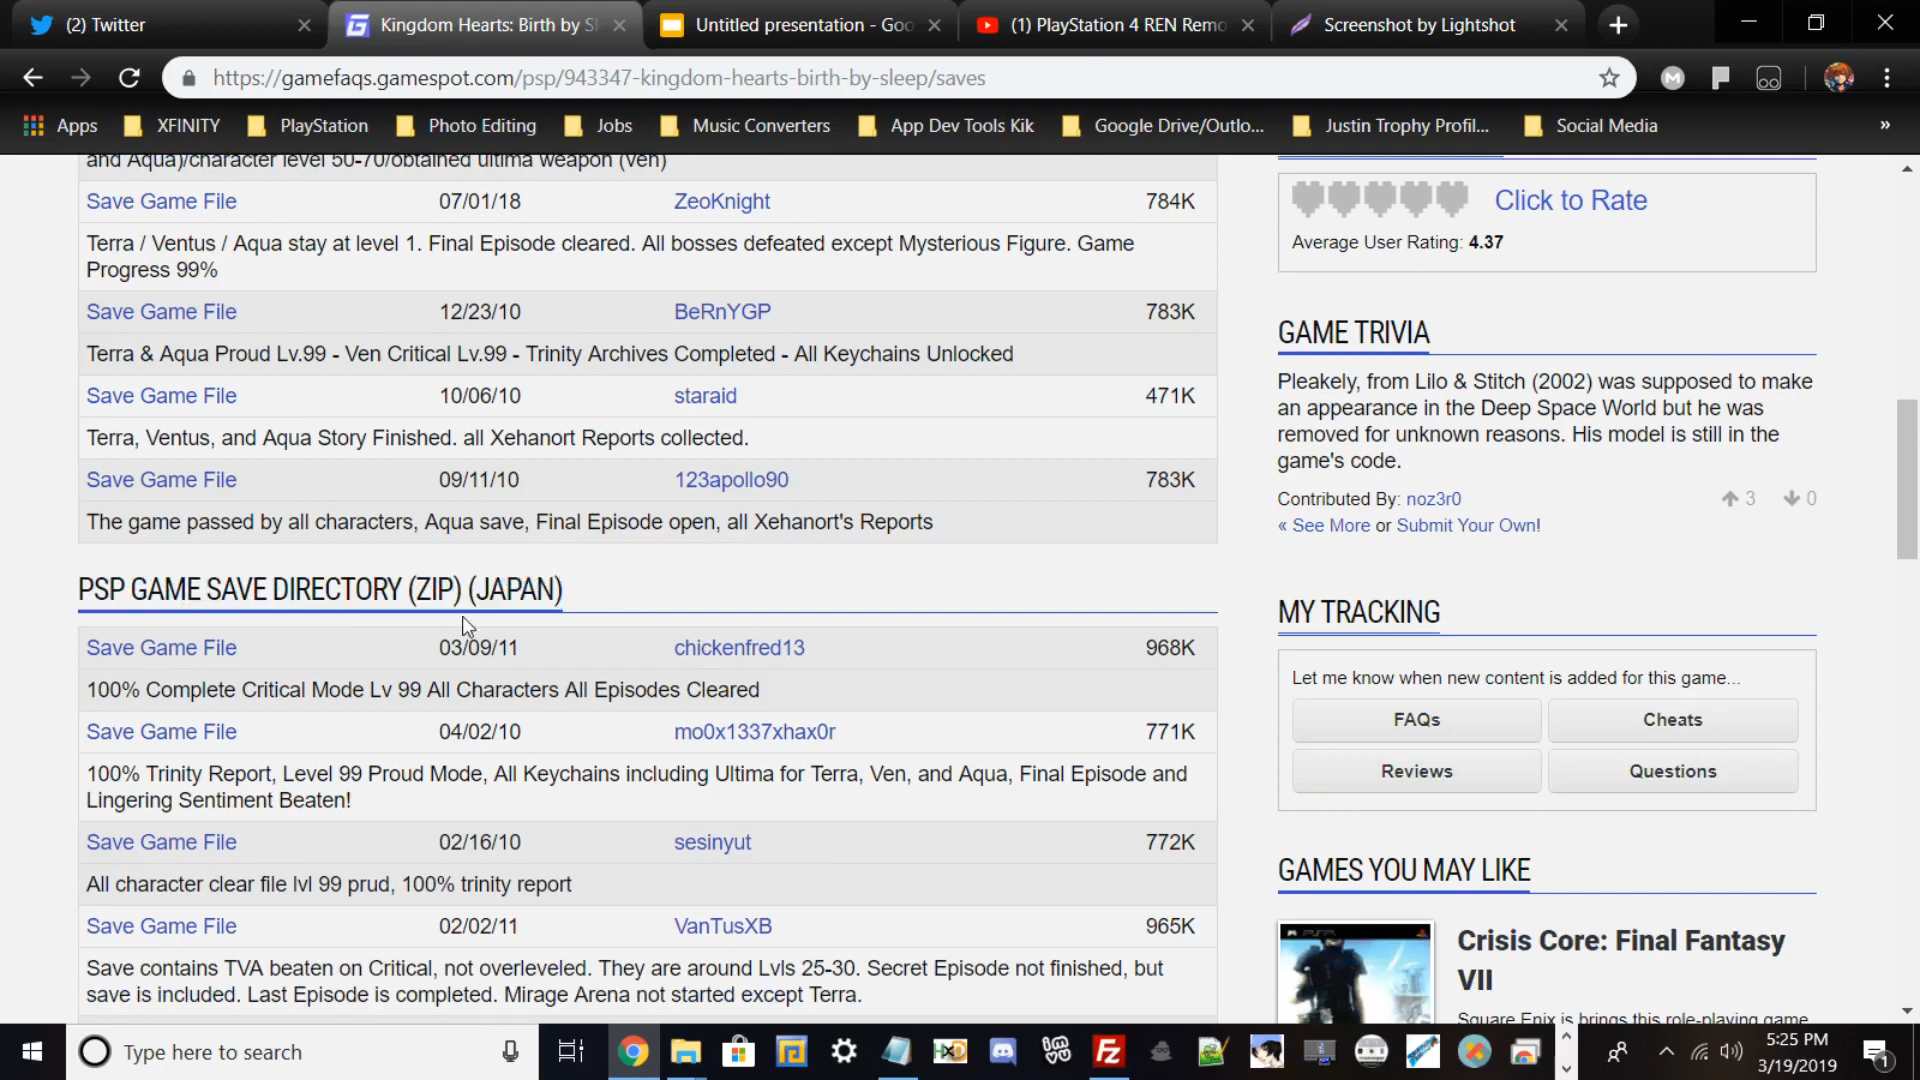 (2) Twitter
Kingdom Hearts: Birth by Sl
Untitled presentation - Goo
(1) PlayStation 4 REN Remo
Screenshot by Lightshot
https://gamefaqs.gamespot.com/psp/943347-kingdom-hearts-birth-by-sleep/saves
Apps
XFINITY
PlayStation
Photo Editing
Jobs
Music Converters
App Dev Tools Kik
Google Drive/Outlo...
Justin Trophy Profil...
Social Media
»
and Aqua)/character level 50-70/obtained ultima weapon (ven)
Save Game File 07/01/18 ZeoKnight 784K
Terra / Ventus / Aqua stay at level 1. Final Episode cleared. All bosses defeated except Mysterious Figure. Game
Progress 99%
Save Game File 12/23/10 BeRnYGP 783K
Terra & Aqua Proud Lv.99 - Ven Critical Lv.99 - Trinity Archives Completed - All Keychains Unlocked
Save Game File 10/06/10 staraid 471K
Terra, Ventus, and Aqua Story Finished. all Xehanort Reports collected.
Save Game File 09/11/10 123apollo90 783K
The game passed by all characters, Aqua save, Final Episode open, all Xehanort's Reports
PSP GAME SAVE DIRECTORY (ZIP) (JAPAN)
Save Game File 03/09/11 chickenfred13 968K
100% Complete Critical Mode Lv 99 All Characters All Episodes Cleared
Save Game File 04/02/10 mo0x1337xhax0r 771K
100% Trinity Report, Level 99 Proud Mode, All Keychains including Ultima for Terra, Ven, and Aqua, Final Episode and
Lingering Sentiment Beaten!
Save Game File 02/16/10 sesinyut 772K
All character clear file lvl 99 prud, 100% trinity report
Save Game File 02/02/11 VanTusXB 965K
Save contains TVA beaten on Critical, not overleveled. They are around Lvls 25-30. Secret Episode not finished, but
save is included. Last Episode is completed. Mirage Arena not started except Terra.
Click to Rate
Average User Rating: 4.37
GAME TRIVIA
Pleakely, from Lilo & Stitch (2002) was supposed to make
an appearance in the Deep Space World but he was
removed for unknown reasons. His model is still in the
game's code.
Contributed By: noz3r0 3 0
« See More or Submit Your Own!
MY TRACKING
Let me know when new content is added for this game...
FAQs
Cheats
Reviews
Questions
GAMES YOU MAY LIKE
Crisis Core: Final Fantasy
VII
Square Enix is brings this role-playing game
Type here to search
5:25 PM
3/19/2019
1